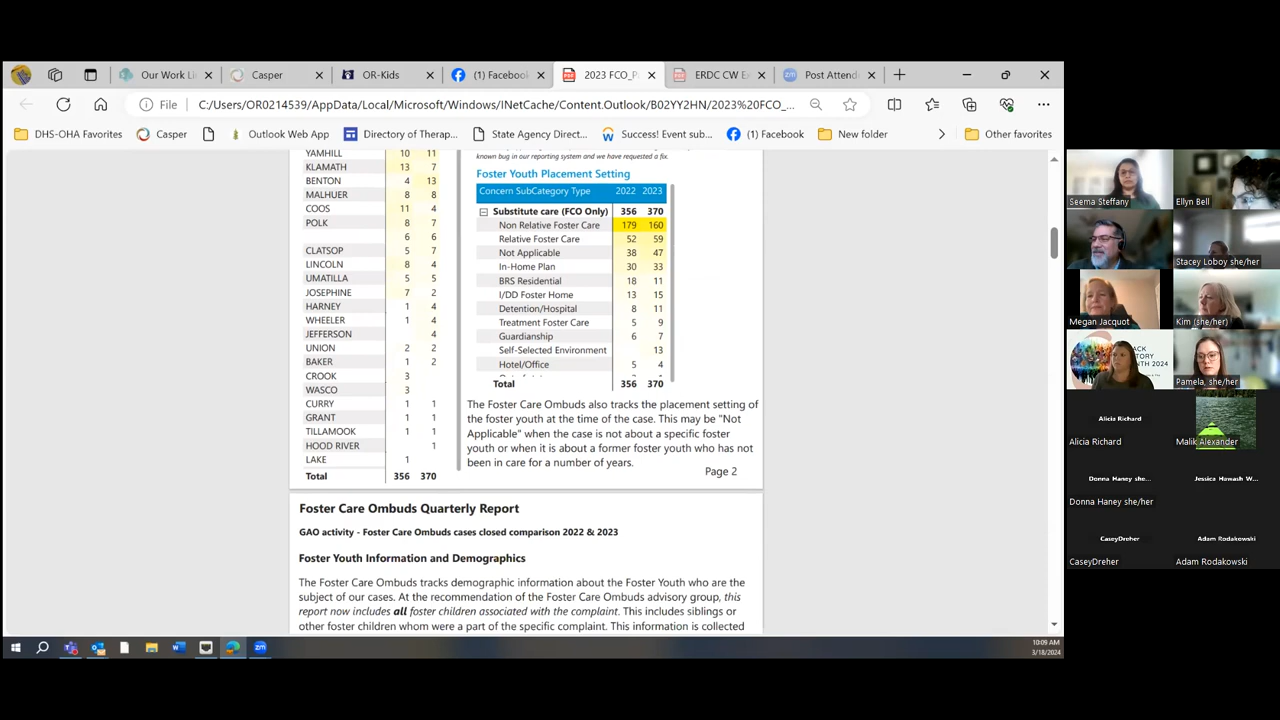 Our Work Li
Casper
OR-Kids
(1) Facebook
2023 FCO_P
ERDC CW Ex
Post Attend
File
C:/Users/OR0214539/AppData/Local/Microsoft/Windows/INetCache/Content.Outlook/B02YY2HN/2023%20FCO_...
DHS-OHA Favorites
Casper
Outlook Web App
Directory of Therap...
State Agency Direct...
Success! Event sub...
(1) Facebook
New folder
Other favorites
YAMHILL 10 11
KLAMATH 13 7
BENTON 4 13
MALHUER 8 8
COOS 11 4
POLK 8 7
6 6
CLATSOP 5 7
LINCOLN 8 4
UMATILLA 5 5
JOSEPHINE 7 2
HARNEY 1 4
WHEELER 1 4
JEFFERSON 4
UNION 2 2
BAKER 1 2
CROOK 3
WASCO 3
CURRY 1 1
GRANT 1 1
TILLAMOOK 1 1
HOOD RIVER 1
LAKE 1
Total 356 370
known bug in our reporting system and we have requested a fix.
Foster Youth Placement Setting
Concern SubCategory Type 2022 2023
Substitute care (FCO Only) 356 370
Non Relative Foster Care 179 160
Relative Foster Care 52 59
Not Applicable 38 47
In-Home Plan 30 33
BRS Residential 18 11
I/DD Foster Home 13 15
Detention/Hospital 8 11
Treatment Foster Care 5 9
Guardianship 6 7
Self-Selected Environment 13
Hotel/Office 5 4
Total 356 370
The Foster Care Ombuds also tracks the placement setting of
the foster youth at the time of the case. This may be "Not
Applicable" when the case is not about a specific foster
youth or when it is about a former foster youth who has not
been in care for a number of years.
Page 2
Foster Care Ombuds Quarterly Report
GAO activity - Foster Care Ombuds cases closed comparison 2022 & 2023
Foster Youth Information and Demographics
The Foster Care Ombuds tracks demographic information about the Foster Youth who are the
subject of our cases. At the recommendation of the Foster Care Ombuds advisory group, this
report now includes all foster children associated with the complaint. This includes siblings or
other foster children whom were a part of the specific complaint. This information is collected
10:09 AM
3/18/2024
Seema Steffany
Ellyn Bell
Stacey Loboy she/her
Megan Jacquot
Kim (she/her)
Pamela, she/her
Alicia Richard
Alicia Richard
Malik Alexander
Donna Haney she...
Donna Haney she/her
Jessica Hawash W...
CaseyDreher
CaseyDreher
Adam Rodakowski
Adam Rodakowski